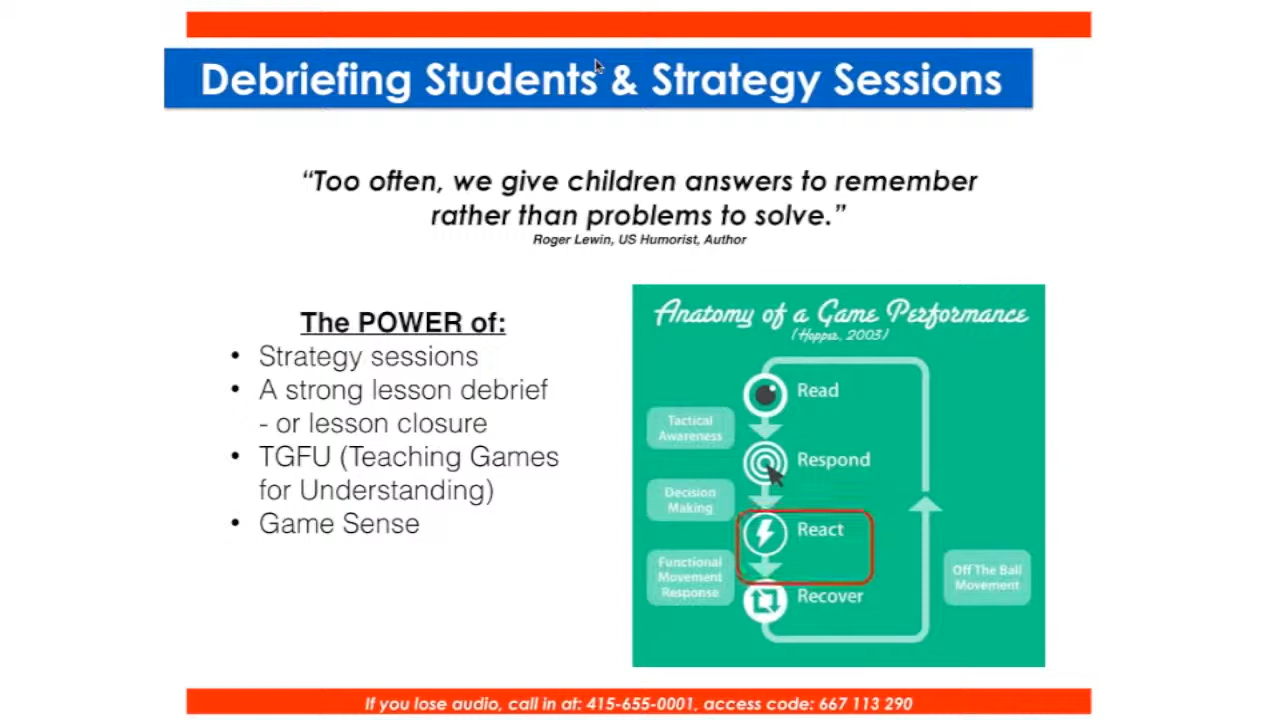 Debriefing Students & Strategy Sessions
“Too often, we give children answers to remember
rather than problems to solve.”
Roger Lewin, US Humorist, Author
The POWER of:
• Strategy sessions
• A strong lesson debrief
- or lesson closure
• TGFU (Teaching Games
for Understanding)
• Game Sense
Anatomy of a Game Performance
(Hopper, 2003)
Read
Tactical
Awareness
Respond
Decision
Making
React
Functional
Movement
Response
Recover
Off The Ball
Movement
If you lose audio, call in at: 415-655-0001, access code: 667 113 290